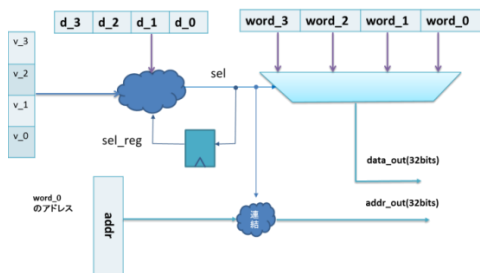 d_3 d_2 d_1 d_0
word_3 word_2 word_1 word_0
v_3
v_2
v_1
v_0
sel
sel_reg
data_out(32bits)
word_0
のアドレス
addr
連結
addr_out(32bits)